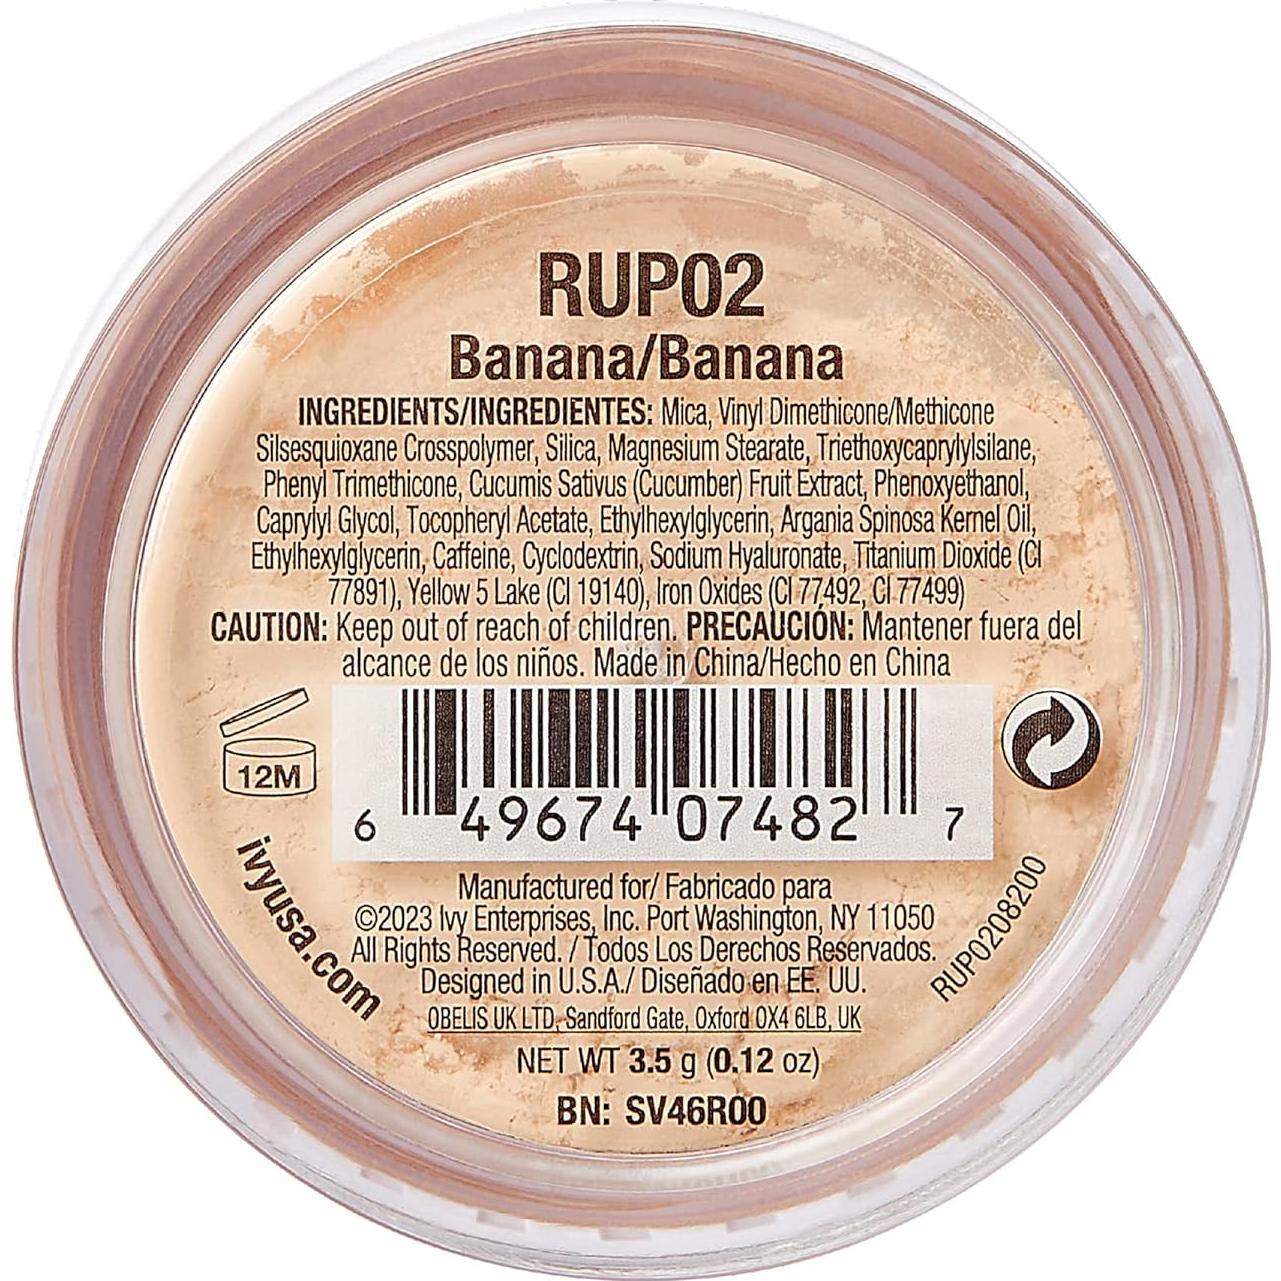 RUP02
Banana/Banana
INGREDIENTS/INGREDIENTES: Mica, Vinyl Dimethicone/Methicone
Silsesquioxane Crosspolymer, Silica, Magnesium Stearate, Triethoxycaprylylsilane,
Phenyl Trimethicone, Cucumis Sativus (Cucumber) Fruit Extract, Phenoxyethanol,
Caprylyl Glycol, Tocopheryl Acetate, Ethylhexylglycerin, Argania Spinosa Kernel Oil,
Ethylhexylglycerin, Caffeine, Cyclodextrin, Sodium Hyaluronate, Titanium Dioxide (CI
77891), Yellow 5 Lake (CI 19140), Iron Oxides (CI 77492, CI 77499)
CAUTION: Keep out of reach of children. PRECAUCIÓN: Mantener fuera del
alcance de los niños. Made in China/Hecho en China
12M
6 49674 07482 7
ivyusa.com
Manufactured for/ Fabricado para
©2023 Ivy Enterprises, Inc. Port Washington, NY 11050
All Rights Reserved. / Todos Los Derechos Reservados.
Designed in U.S.A./ Diseñado en EE. UU.
OBELIS UK LTD, Sandford Gate, Oxford OX4 6LB, UK
RUP0208200
NET WT 3.5 g (0.12 oz)
BN: SV46R00